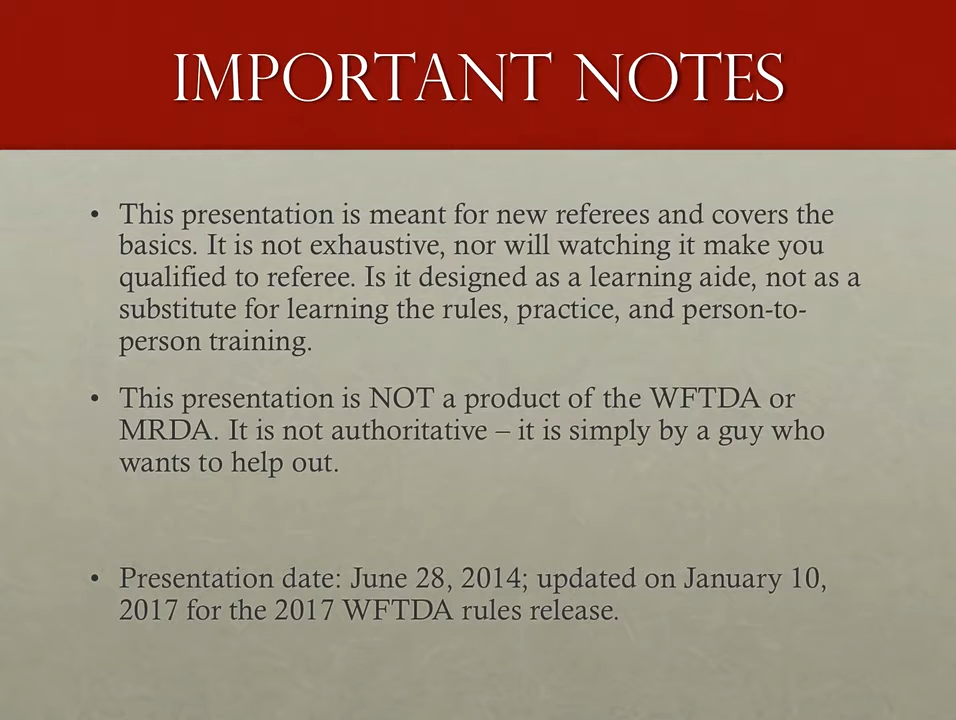 IMPORTANT NOTES
• This presentation is meant for new referees and covers the
basics. It is not exhaustive, nor will watching it make you
qualified to referee. Is it designed as a learning aide, not as a
substitute for learning the rules, practice, and person-to-
person training.
• This presentation is NOT a product of the WFTDA or
MRDA. It is not authoritative – it is simply by a guy who
wants to help out.
• Presentation date: June 28, 2014; updated on January 10,
2017 for the 2017 WFTDA rules release.